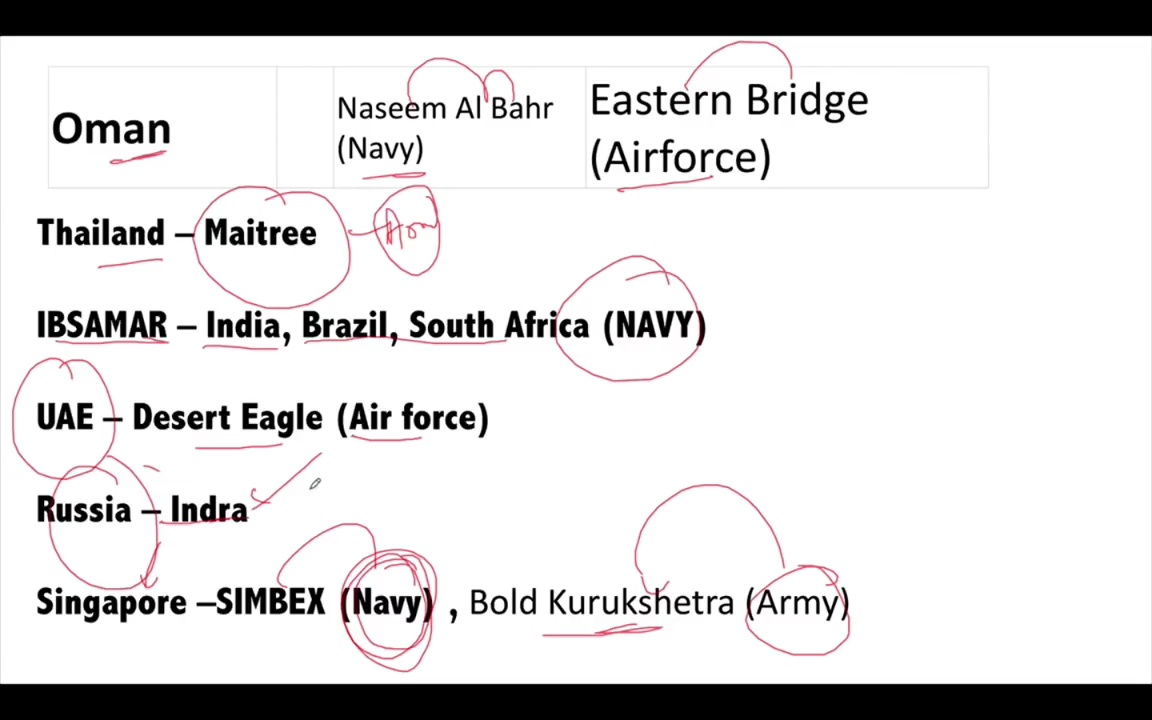 Oman
Naseem Al Bahr
(Navy)
Eastern Bridge
(Airforce)
Thailand – Maitree
IBSAMAR – India, Brazil, South Africa (NAVY)
UAE – Desert Eagle (Air force)
Russia – Indra
Singapore –SIMBEX (Navy) , Bold Kurukshetra (Army)